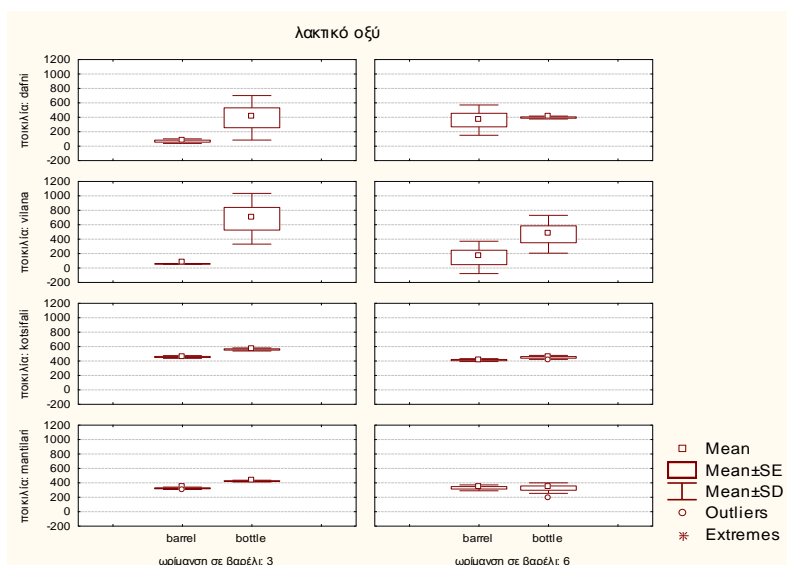 λακτικό οξύ
ποικιλία: dafni
1200
1000
800
600
400
200
0
-200
ποικιλία: vilana
1200
1000
800
600
400
200
0
-200
ποικιλία: kotsifali
1200
1000
800
600
400
200
0
-200
ποικιλία: mantilari
1200
1000
800
600
400
200
0
-200
barrel bottle
ωρίμανση σε βαρέλι: 3
barrel bottle
ωρίμανση σε βαρέλι: 6
Mean
Mean±SE
Mean±SD
Outliers
Extremes